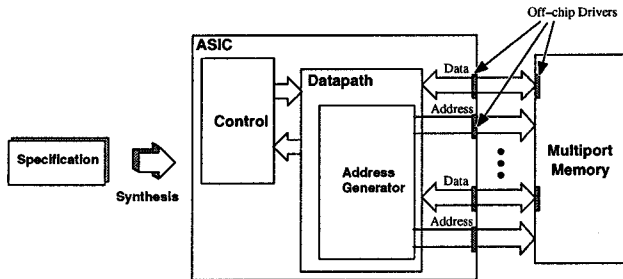 Off-chip Drivers
ASIC
Data
Datapath
Address
Control
Multiport
Memory
Specification
Address
Generator
Data
Synthesis
Address